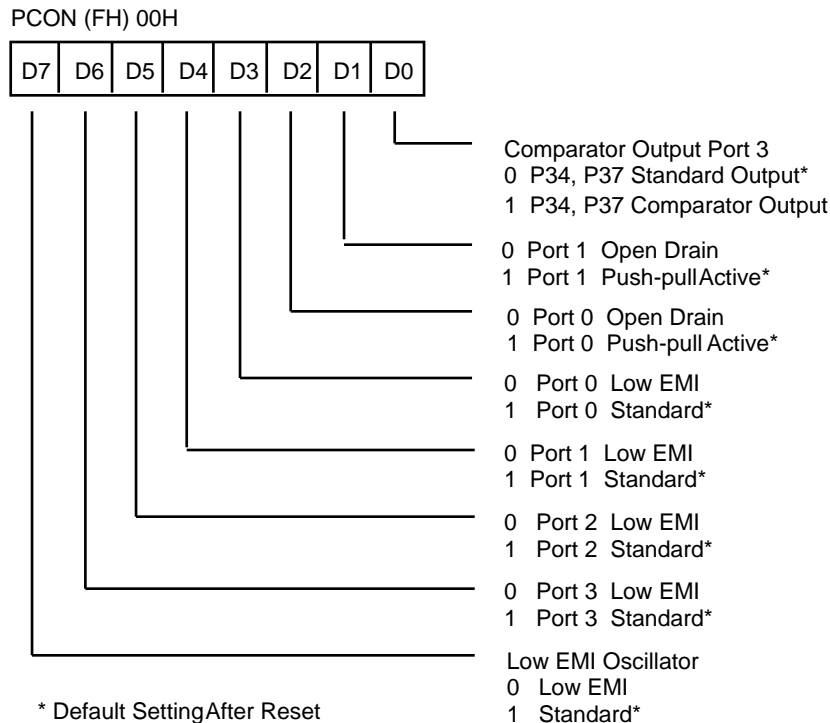 PCON (FH) 00H
D7 D6 D5 D4 D3 D2 D1 D0
Comparator Output Port 3
0 P34, P37 Standard Output*
1 P34, P37 Comparator Output
0 Port 1 Open Drain
1 Port 1 Push-pullActive*
0 Port 0 Open Drain
1 Port 0 Push-pull Active*
0 Port 0 Low EMI
1 Port 0 Standard*
0 Port 1 Low EMI
1 Port 1 Standard*
0 Port 2 Low EMI
1 Port 2 Standard*
0 Port 3 Low EMI
1 Port 3 Standard*
Low EMI Oscillator
0 Low EMI
1 Standard*
* Default SettingAfter Reset